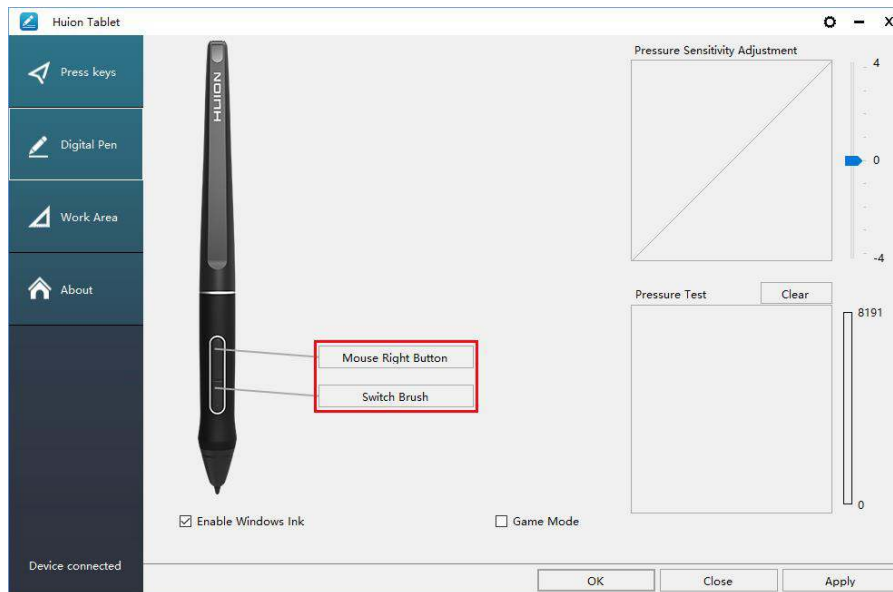 Huion Tablet
X
Press keys
Digital Pen
Work Area
About
Device connected
HUION
Mouse Right Button
Switch Brush
Enable Windows Ink
Game Mode
Pressure Sensitivity Adjustment
4
0
-4
Pressure Test
Clear
8191
0
OK
Close
Apply